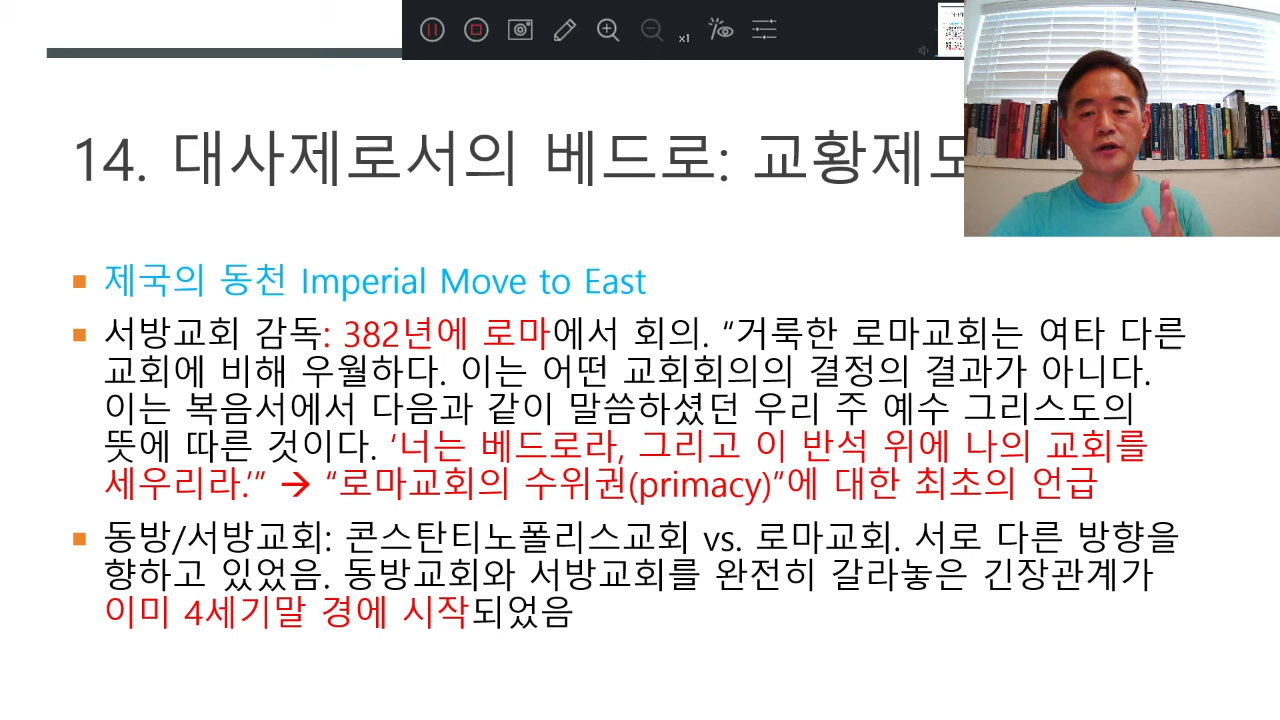 x1
14. 대사제로서의 베드로: 교황제도
제국의 동천 Imperial Move to East
서방교회 감독: 382년에 로마에서 회의. “거룩한 로마교회는 여타 다른
교회에 비해 우월하다. 이는 어떤 교회회의의 결정의 결과가 아니다.
이는 복음서에서 다음과 같이 말씀하셨던 우리 주 예수 그리스도의
뜻에 따른 것이다. ‘너는 베드로라, 그리고 이 반석 위에 나의 교회를
세우리라.’” → “로마교회의 수위권(primacy)”에 대한 최초의 언급
동방/서방교회: 콘스탄티노폴리스교회 vs. 로마교회. 서로 다른 방향을
향하고 있었음. 동방교회와 서방교회를 완전히 갈라놓은 긴장관계가
이미 4세기말 경에 시작되었음